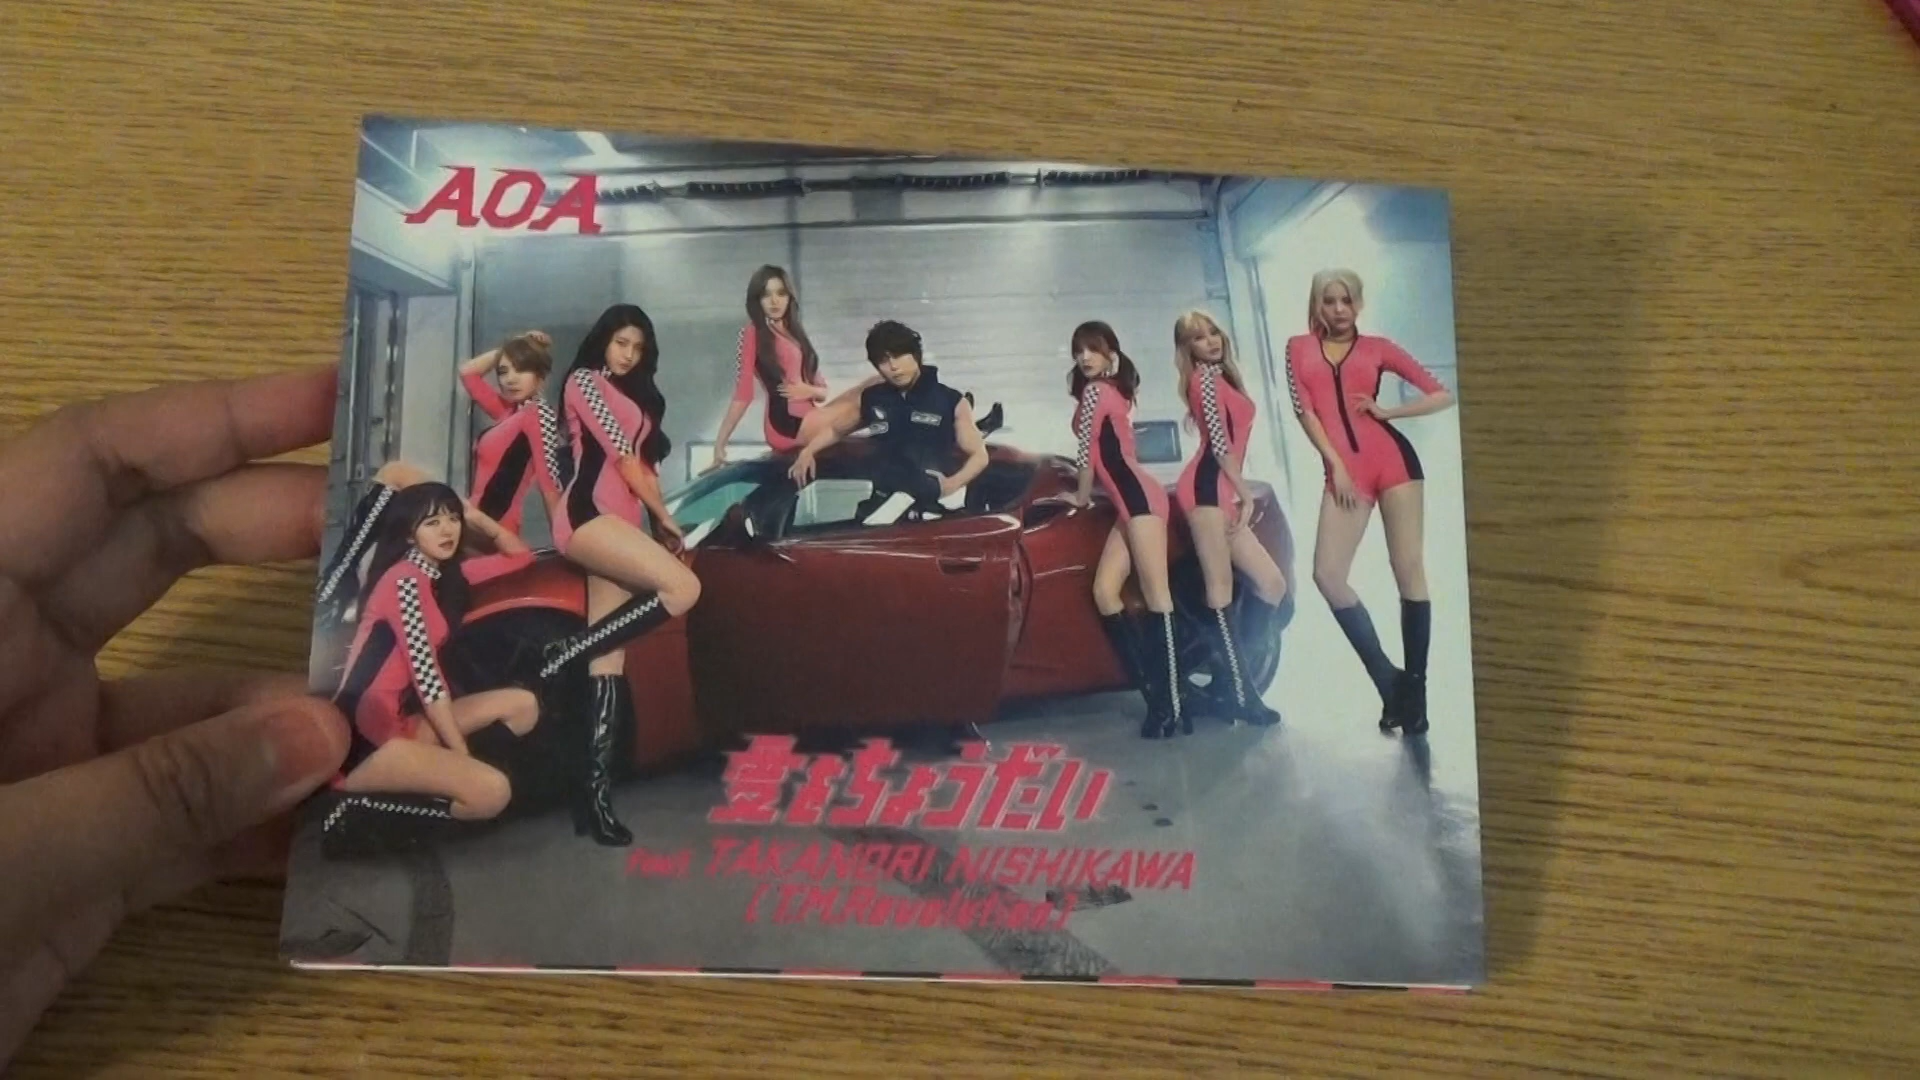 AOA
愛をちょうだい
feat. TAKANORI NISHIKAWA
[T.M.Revolution]